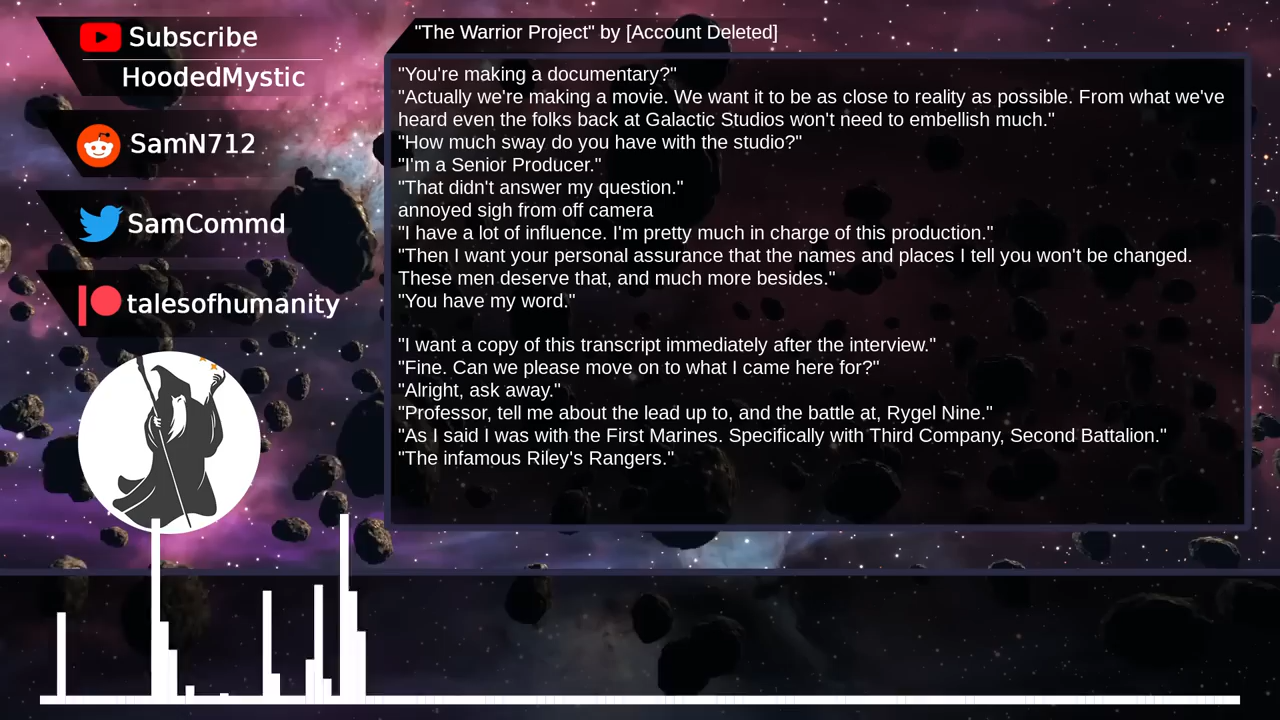 Subscribe
HoodedMystic
SamN712
SamCommd
talesofhumanity
"The Warrior Project" by [Account Deleted]
"You're making a documentary?"
"Actually we're making a movie. We want it to be as close to reality as possible. From what we've
heard even the folks back at Galactic Studios won't need to embellish much."
"How much sway do you have with the studio?"
"I'm a Senior Producer."
"That didn't answer my question."
annoyed sigh from off camera
"I have a lot of influence. I'm pretty much in charge of this production."
"Then I want your personal assurance that the names and places I tell you won't be changed.
These men deserve that, and much more besides."
"You have my word."
"I want a copy of this transcript immediately after the interview."
"Fine. Can we please move on to what I came here for?"
"Alright, ask away."
"Professor, tell me about the lead up to, and the battle at, Rygel Nine."
"As I said I was with the First Marines. Specifically with Third Company, Second Battalion."
"The infamous Riley's Rangers."